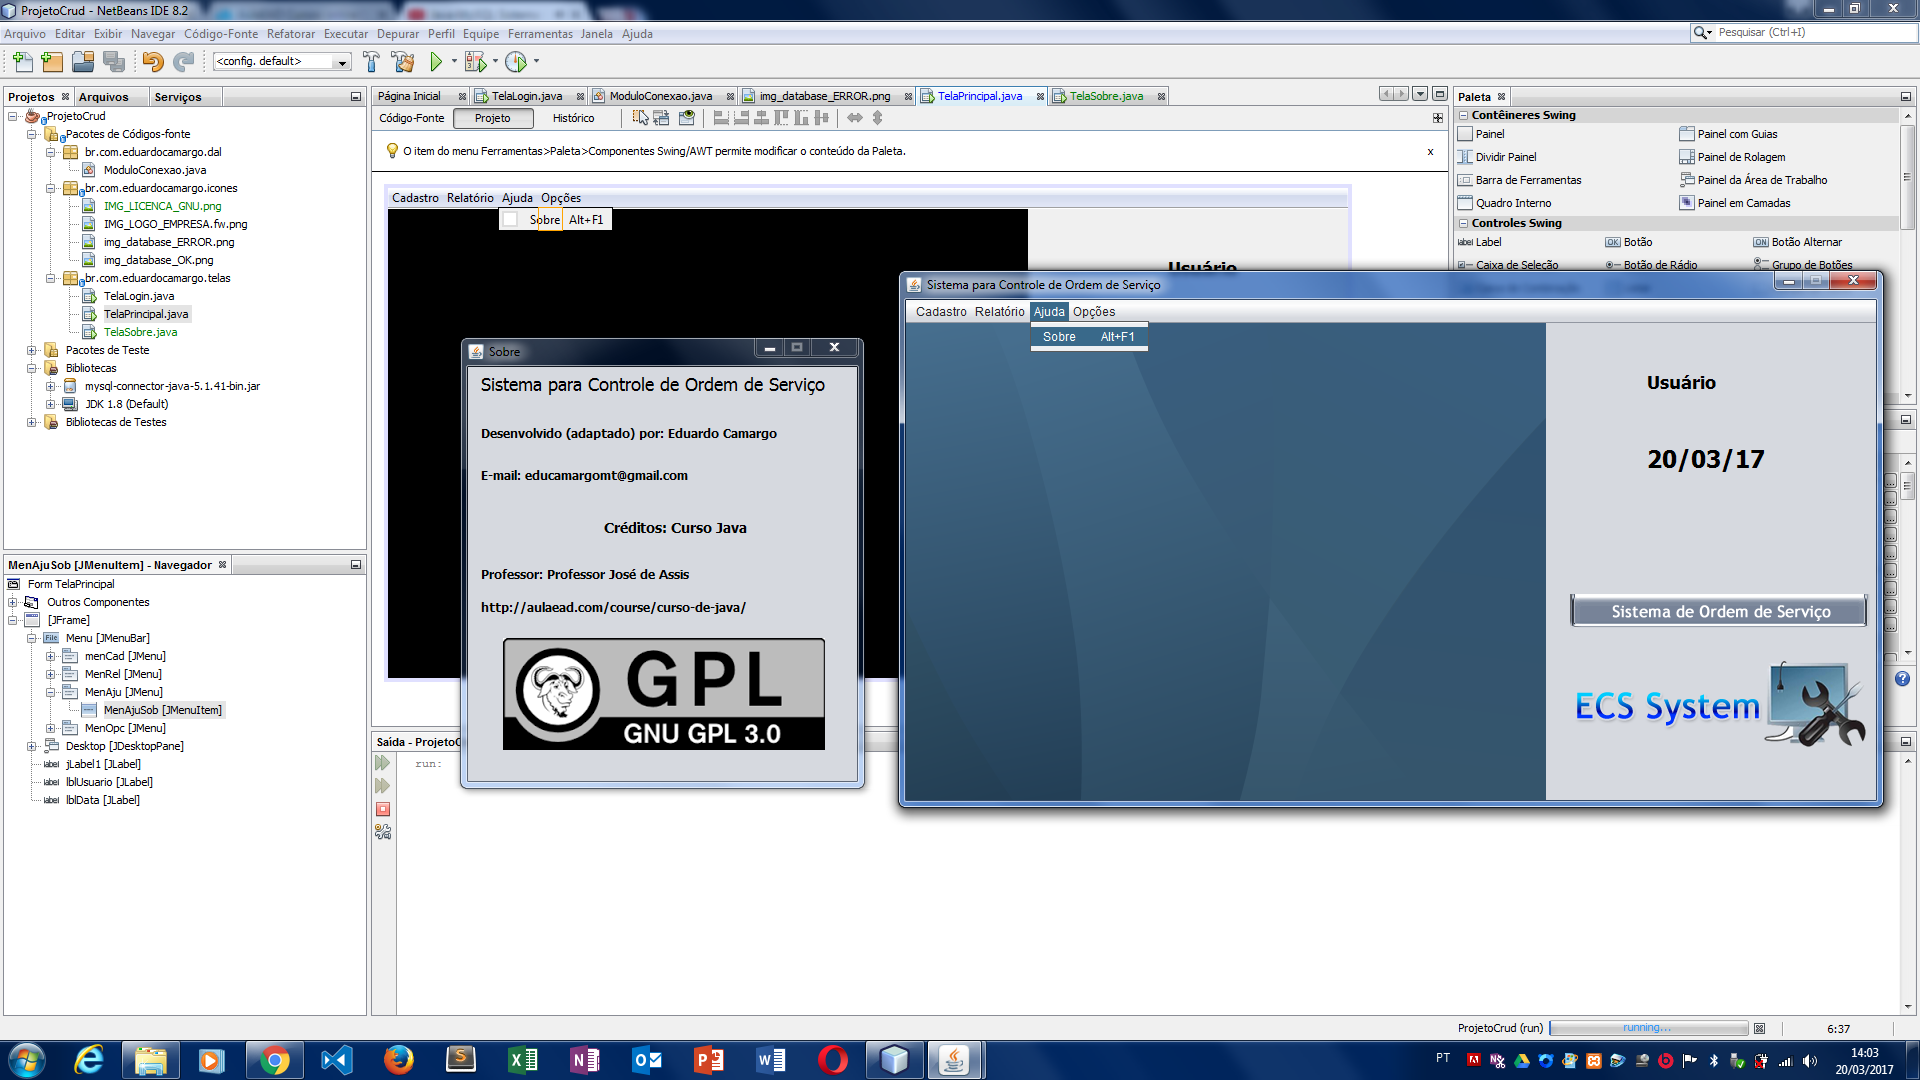 ProjetoCrud - NetBeans IDE 8.2
Arquivo Editar Exibir Navegar Código-Fonte Refatorar Executar Depurar Perfil Equipe Ferramentas Janela Ajuda
Pesquisar (Ctrl+I)
<config. default>
Projetos Arquivos Serviços
ProjetoCrud
Pacotes de Códigos-fonte
br.com.eduardocamargo.dal
ModuloConexao.java
br.com.eduardocamargo.icones
IMG_LICENCA_GNU.png
IMG_LOGO_EMPRESA.fw.png
img_database_ERROR.png
img_database_OK.png
br.com.eduardocamargo.telas
TelaLogin.java
TelaPrincipal.java
TelaSobre.java
Pacotes de Teste
Bibliotecas
mysql-connector-java-5.1.41-bin.jar
JDK 1.8 (Default)
Bibliotecas de Testes
MenAjuSob [JMenuItem] - Navegador
Form TelaPrincipal
Outros Componentes
[JFrame]
Menu [JMenuBar]
menCad [JMenu]
MenRel [JMenu]
MenAju [JMenu]
MenAjuSob [JMenuItem]
MenOpc [JMenu]
Desktop [JDesktopPane]
jLabel1 [JLabel]
lblUsuario [JLabel]
lblData [JLabel]
Página Inicial TelaLogin.java ModuloConexao.java img_database_ERROR.png TelaPrincipal.java TelaSobre.java
Código-Fonte Projeto Histórico
O item do menu Ferramentas>Paleta>Componentes Swing/AWT permite modificar o conteúdo da Paleta.
x
Cadastro Relatório Ajuda Opções
Sobre Alt+F1
Usuário
Paleta
Contêineres Swing
Painel Painel com Guias
Dividir Painel Painel de Rolagem
Barra de Ferramentas Painel da Área de Trabalho
Quadro Interno Painel em Camadas
Controles Swing
label Label OK Botão ON Botão Alternar
Caixa de Seleção Botão de Rádio Grupo de Botões
Sobre
Sistema para Controle de Ordem de Serviço
Desenvolvido (adaptado) por: Eduardo Camargo
E-mail: educamargomt@gmail.com
Créditos: Curso Java
Professor: Professor José de Assis
http://aulaead.com/course/curso-de-java/
GPL
GNU GPL 3.0
Sistema para Controle de Ordem de Serviço
Cadastro Relatório Ajuda Opções
Sobre Alt+F1
Usuário
20/03/17
Sistema de Ordem de Serviço
ECS System
Saída - ProjetoC
run:
ProjetoCrud (run) running... 6:37
PT
14:03
20/03/2017